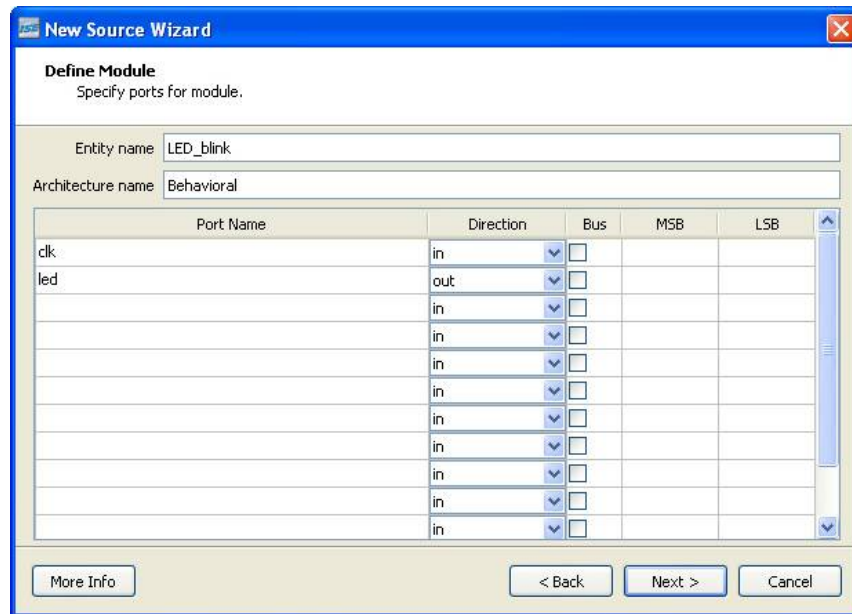 ISE New Source Wizard
Define Module
Specify ports for module.
Entity name LED_blink
Architecture name Behavioral
Port Name Direction Bus MSB LSB
clk in
led out
in
in
in
in
in
in
in
in
in
More Info < Back Next > Cancel